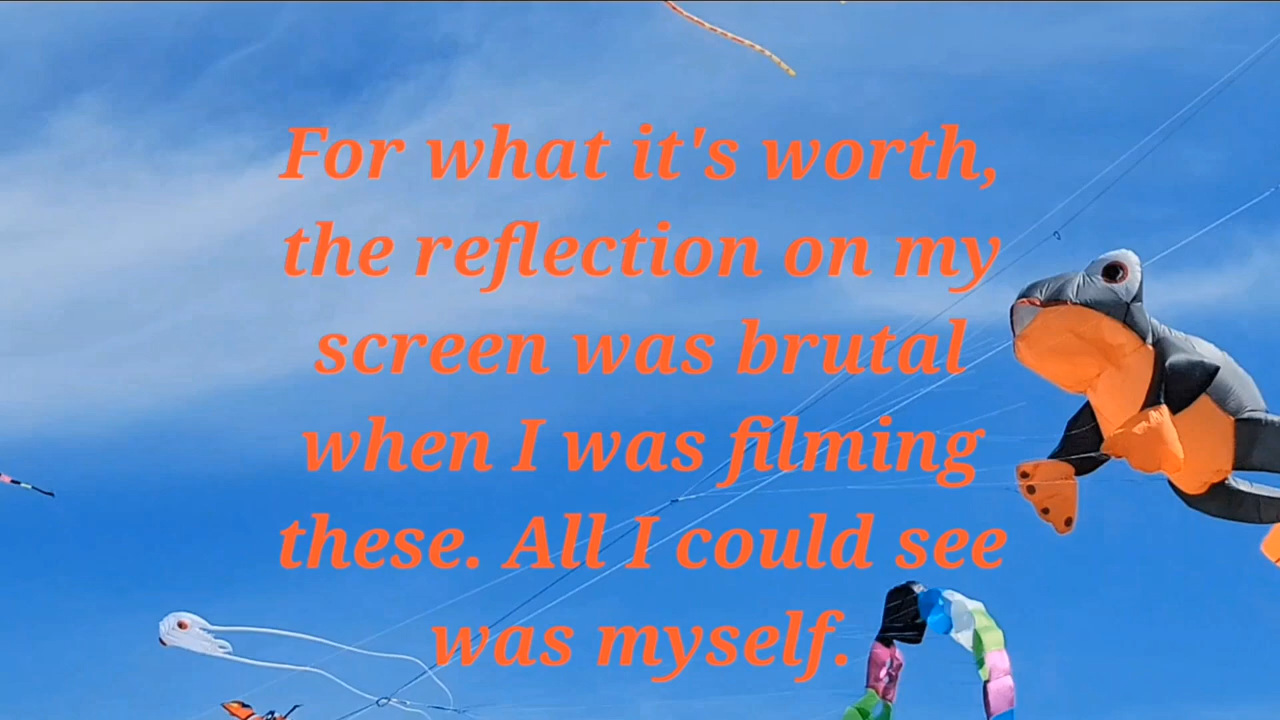 For what it's worth,
the reflection on my
screen was brutal
when I was filming
these. All I could see
was myself.